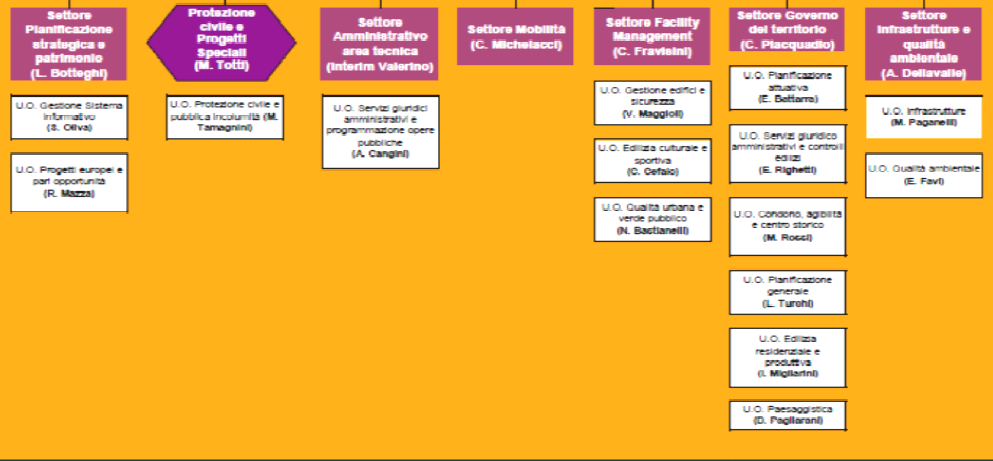 Settore
Pianificazione
strategica e
patrimonio
(L. Botteghi)
U.O. Gestione Sistema
Informativo
(S. Oliva)
U.O. Progetti europei e
pari opportunità
(R. Mazza)
Protezione
civile e
Progetti
Speciali
(M. Totti)
U.O. Protezione civile e
pubblica incolumità (M.
Tamagnini)
Settore
Amministrativo
area tecnica
(Interim Valerino)
U.O. Servizi giuridici
amministrativi e
programmazione opere
pubbliche
(A. Cangini)
Settore Mobilità
(C. Michelacci)
Settore Facility
Management
(C. Fravisini)
U.O. Gestione edifici e
sicurezza
(V. Maggioli)
U.O. Edilizia culturale e
sportiva
(C. Cefalo)
U.O. Qualità urbana e
verde pubblico
(N. Bastianelli)
Settore Governo
del territorio
(C. Piacquadio)
U.O. Pianificazione
attuativa
(E. Battarra)
U.O. Servizi giuridico
amministrativi e controlli
edilizi
(E. Righetti)
U.O. Condono, agibilità
e centro storico
(M. Rossi)
U.O. Pianificazione
generale
(L. Turchi)
U.O. Edilizia
residenziale e
produttiva
(I. Migliarini)
U.O. Paesaggistica
(D. Pagliarani)
Settore
Infrastrutture e
qualità
ambientale
(A. Dellavalle)
U.O. Infrastrutture
(M. Paganelli)
U.O. Qualità ambientale
(E. Favi)